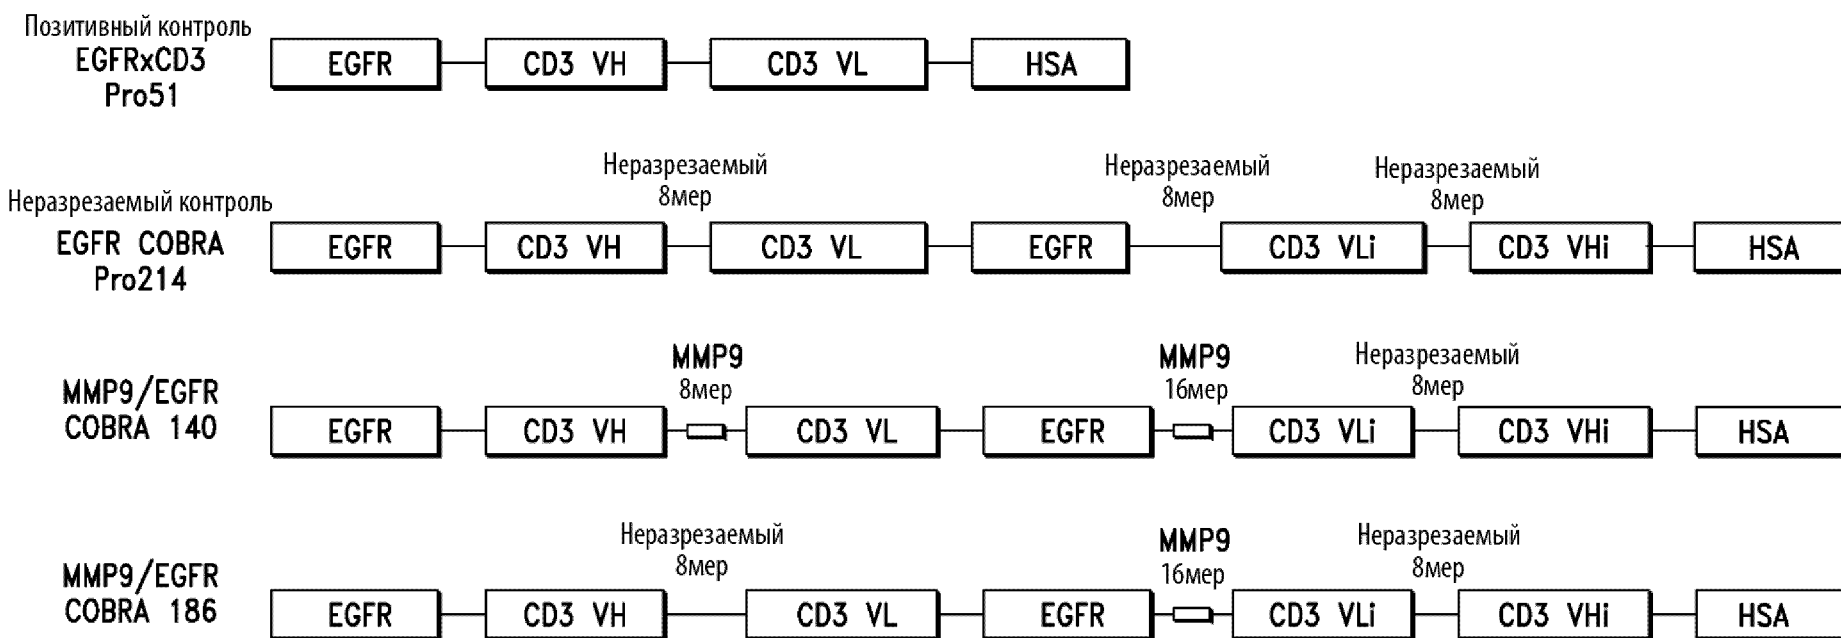 Позитивный контроль
EGFRxCD3
Pro51
EGFR CD3 VH CD3 VL HSA
Неразрезаемый 8мер Неразрезаемый 8мер Неразрезаемый 8мер
Неразрезаемый контроль
EGFR COBRA
Pro214
EGFR CD3 VH CD3 VL EGFR CD3 VLi CD3 VHi HSA
MMP9 8мер MMP9 16мер Неразрезаемый 8мер
MMP9/EGFR
COBRA 140
EGFR CD3 VH CD3 VL EGFR CD3 VLi CD3 VHi HSA
Неразрезаемый 8мер MMP9 16мер Неразрезаемый 8мер
MMP9/EGFR
COBRA 186
EGFR CD3 VH CD3 VL EGFR CD3 VLi CD3 VHi HSA